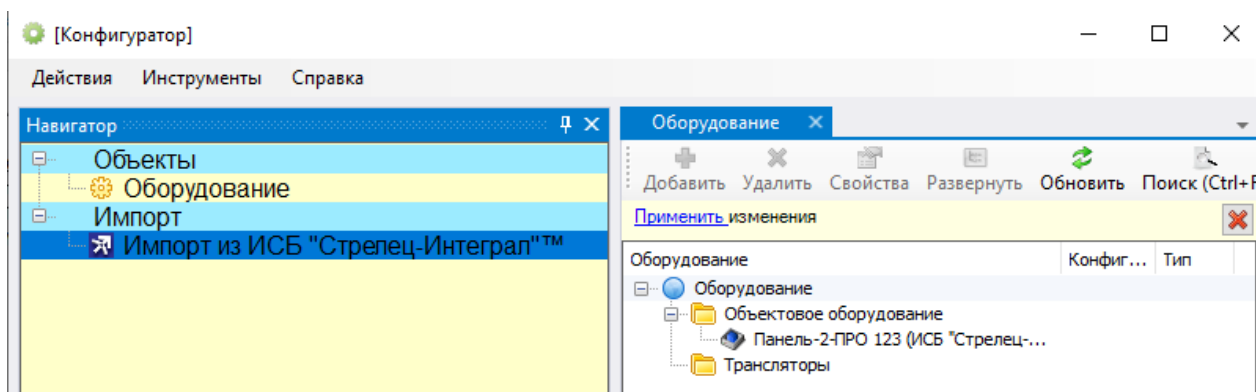 [Конфигуратор]
Действия Инструменты Справка
Навигатор
Объекты
Оборудование
Импорт
Импорт из ИСБ "Стрелец-Интеграл"™
Оборудование
Добавить Удалить Свойства Развернуть Обновить Поиск (Ctrl+F
Применить изменения
Оборудование Конфиг... Тип
Оборудование
Объектовое оборудование
Панель-2-ПРО 123 (ИСБ "Стрелец-...
Трансляторы